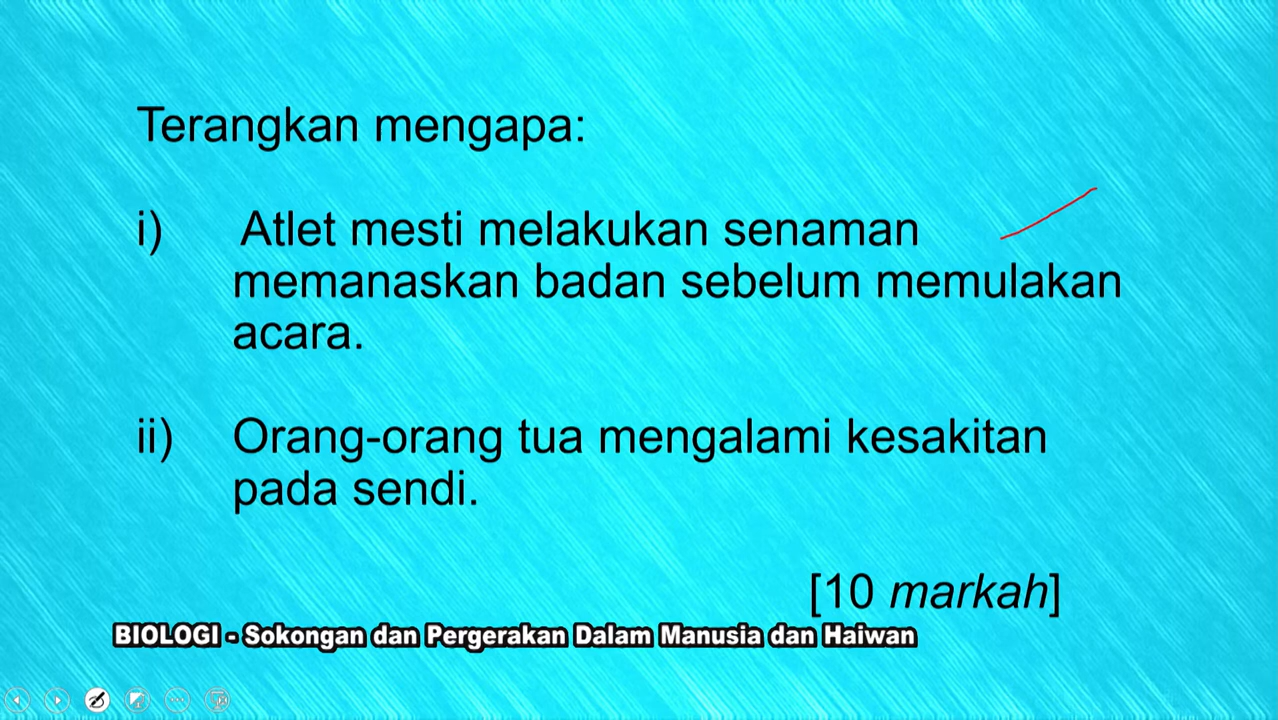 Terangkan mengapa:
i) Atlet mesti melakukan senaman
memanaskan badan sebelum memulakan
acara.
ii) Orang-orang tua mengalami kesakitan
pada sendi.
[10 markah]
BIOLOGI - Sokongan dan Pergerakan Dalam Manusia dan Haiwan